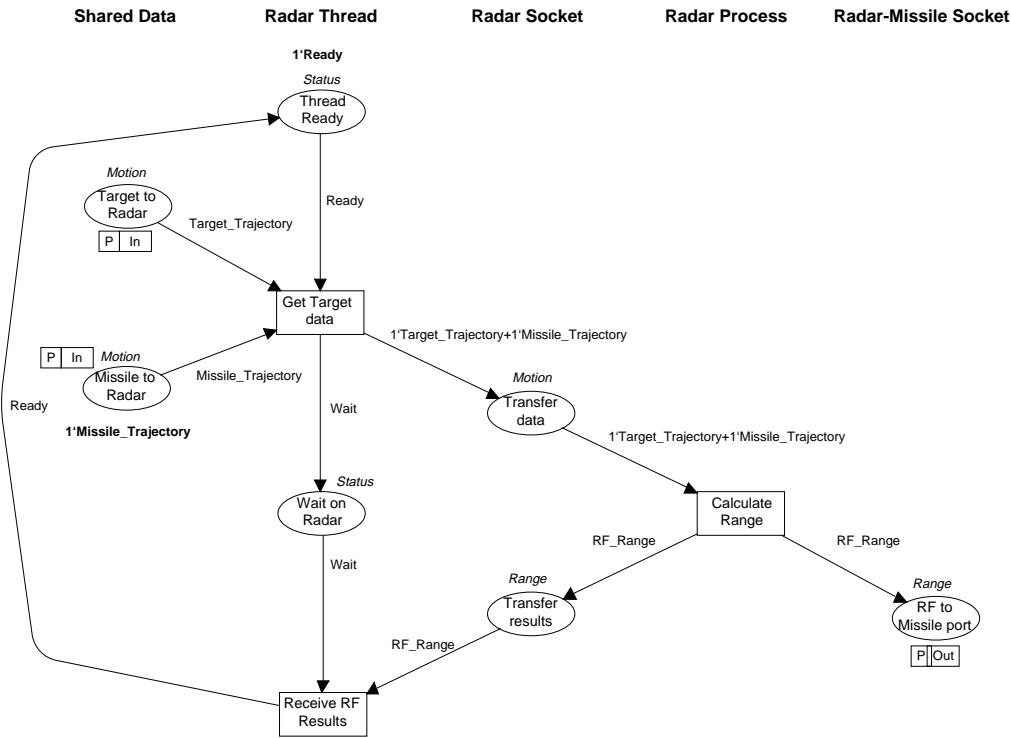 Shared Data Radar Thread Radar Socket Radar Process Radar-Missile Socket
1‘Ready
Status
Thread
Ready
Motion
Target to
Radar
P In
Target_Trajectory
Ready
Get Target
data
1‘Target_Trajectory+1‘Missile_Trajectory
P In Motion
Missile to
Radar
Missile_Trajectory
1‘Missile_Trajectory
Ready
Wait
Motion
Transfer
data
1‘Target_Trajectory+1‘Missile_Trajectory
Status
Wait on
Radar
Calculate
Range
RF_Range
RF_Range
Wait
Range
Transfer
results
Range
RF to
Missile port
P Out
RF_Range
Receive RF
Results